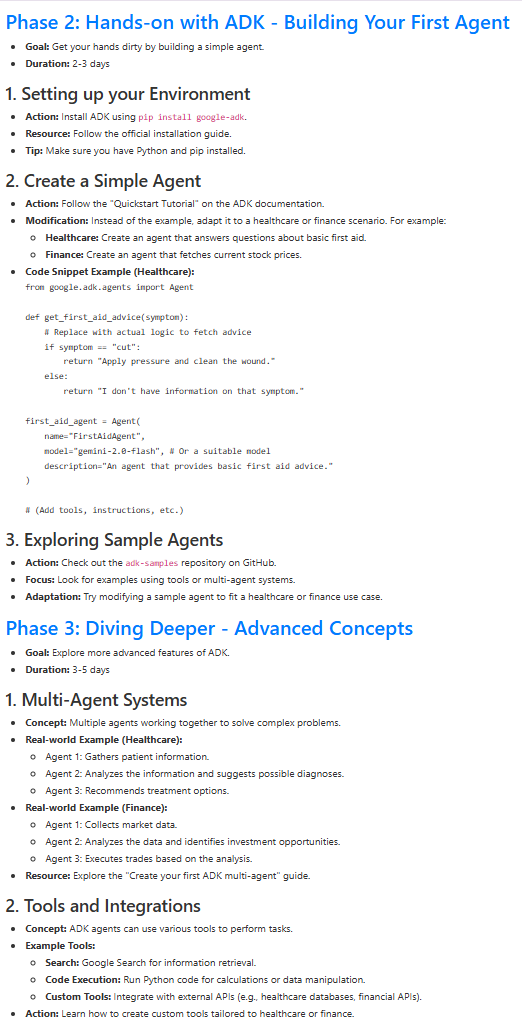 Phase 2: Hands-on with ADK - Building Your First Agent
• Goal: Get your hands dirty by building a simple agent.
• Duration: 2-3 days
1. Setting up your Environment
• Action: Install ADK using pip install google-adk.
• Resource: Follow the official installation guide.
• Tip: Make sure you have Python and pip installed.
2. Create a Simple Agent
• Action: Follow the "Quickstart Tutorial" on the ADK documentation.
• Modification: Instead of the example, adapt it to a healthcare or finance scenario. For example:
○ Healthcare: Create an agent that answers questions about basic first aid.
○ Finance: Create an agent that fetches current stock prices.
• Code Snippet Example (Healthcare):
from google.adk.agents import Agent
def get_first_aid_advice(symptom):
    # Replace with actual logic to fetch advice
    if symptom == "cut":
        return "Apply pressure and clean the wound."
    else:
        return "I don't have information on that symptom."
first_aid_agent = Agent(
    name="FirstAidAgent",
    model="gemini-2.0-flash", # Or a suitable model
    description="An agent that provides basic first aid advice."
)
# (Add tools, instructions, etc.)
3. Exploring Sample Agents
• Action: Check out the adk-samples repository on GitHub.
• Focus: Look for examples using tools or multi-agent systems.
• Adaptation: Try modifying a sample agent to fit a healthcare or finance use case.
Phase 3: Diving Deeper - Advanced Concepts
• Goal: Explore more advanced features of ADK.
• Duration: 3-5 days
1. Multi-Agent Systems
• Concept: Multiple agents working together to solve complex problems.
• Real-world Example (Healthcare):
○ Agent 1: Gathers patient information.
○ Agent 2: Analyzes the information and suggests possible diagnoses.
○ Agent 3: Recommends treatment options.
• Real-world Example (Finance):
○ Agent 1: Collects market data.
○ Agent 2: Analyzes the data and identifies investment opportunities.
○ Agent 3: Executes trades based on the analysis.
• Resource: Explore the "Create your first ADK multi-agent" guide.
2. Tools and Integrations
• Concept: ADK agents can use various tools to perform tasks.
• Example Tools:
○ Search: Google Search for information retrieval.
○ Code Execution: Run Python code for calculations or data manipulation.
○ Custom Tools: Integrate with external APIs (e.g., healthcare databases, financial APIs).
• Action: Learn how to create custom tools tailored to healthcare or finance.